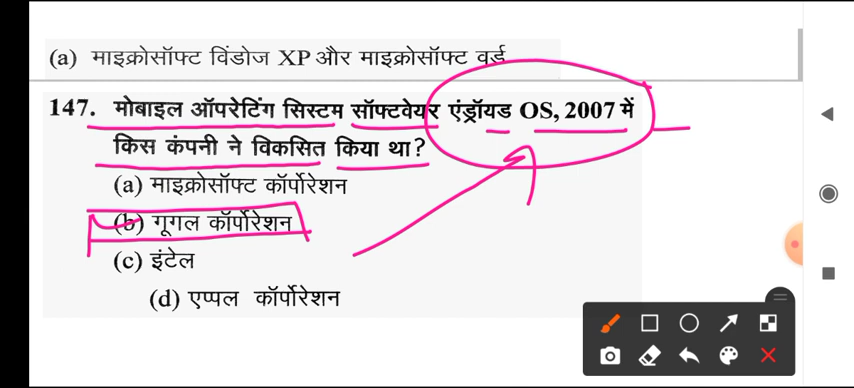 (a) माइक्रोसॉफ्ट विंडोज XP और माइक्रोसॉफ्ट वर्ड
147. मोबाइल ऑपरेटिंग सिस्टम सॉफ्टवेयर एंड्रॉयड OS, 2007 में
किस कंपनी ने विकसित किया था?
(a) माइक्रोसॉफ्ट कॉर्पोरेशन
(b) गूगल कॉर्पोरेशन
(c) इंटेल
(d) एप्पल कॉर्पोरेशन